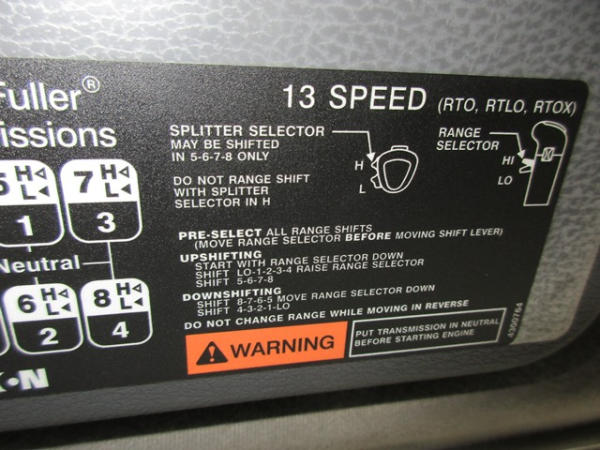 Fuller®
issions
13 SPEED (RTO, RTLO, RTOX)
SPLITTER SELECTOR
MAY BE SHIFTED
IN 5-6-7-8 ONLY
DO NOT RANGE SHIFT
WITH SPLITTER
SELECTOR IN H
H
L
RANGE
SELECTOR
HI
LO
5 H
L
1
7 H
L
3
Neutral
6 H
L
2
8 H
L
4
PRE-SELECT ALL RANGE SHIFTS
(MOVE RANGE SELECTOR BEFORE MOVING SHIFT LEVER)
UPSHIFTING
START WITH RANGE SELECTOR DOWN
SHIFT LO-1-2-3-4 RAISE RANGE SELECTOR
SHIFT 5-6-7-8
DOWNSHIFTING
SHIFT 8-7-6-5 MOVE RANGE SELECTOR DOWN
SHIFT 4-3-2-1-LO
DO NOT CHANGE RANGE WHILE MOVING IN REVERSE
WARNING
PUT TRANSMISSION IN NEUTRAL
BEFORE STARTING ENGINE
4300764